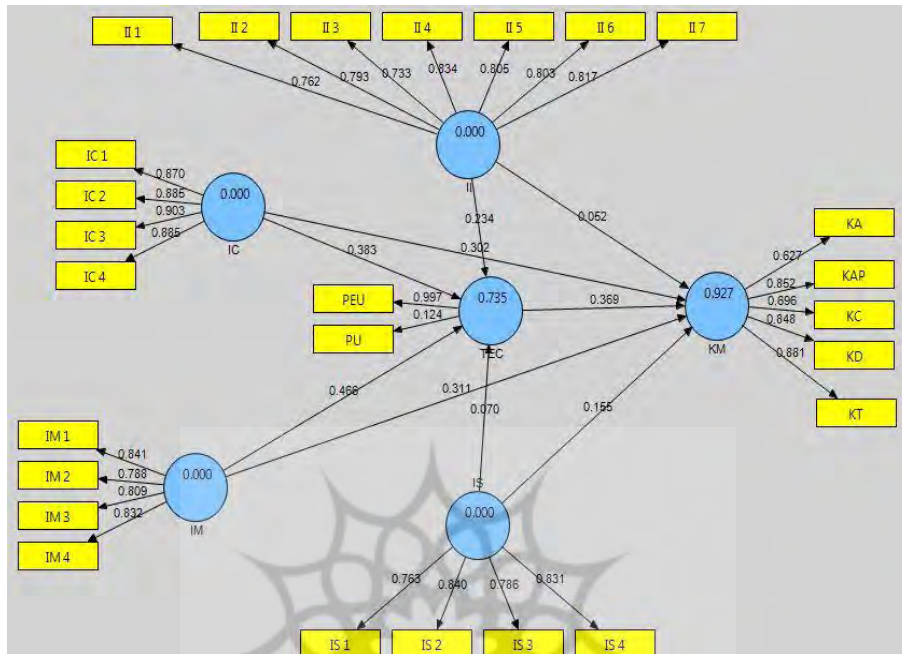 II 1
II 2
II 3
II 4
II 5
II 6
II 7
0.762
0.793
0.733
0.834
0.805
0.803
0.817
0.000
II
IC 1
IC 2
IC 3
IC 4
0.870
0.885
0.903
0.885
0.000
IC
0.234
0.052
0.383
0.302
PEU
PU
0.997
0.124
0.735
TEC
0.369
0.927
KM
KA
KAP
KC
KD
KT
0.627
0.852
0.696
0.848
0.881
0.466
0.311
0.070
0.155
IM 1
IM 2
IM 3
IM 4
0.841
0.788
0.809
0.832
0.000
IM
IS
0.000
0.763
0.840
0.786
0.831
IS 1
IS 2
IS 3
IS 4